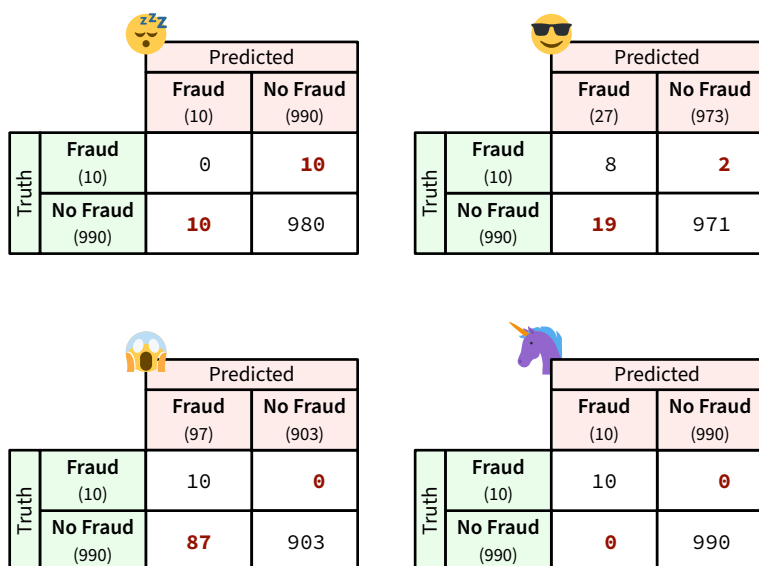 zzz
Predicted
Fraud No Fraud
(10) (990)
Truth
Fraud
(10)
0 10
No Fraud
(990)
10 980
Predicted
Fraud No Fraud
(27) (973)
Truth
Fraud
(10)
8 2
No Fraud
(990)
19 971
Predicted
Fraud No Fraud
(97) (903)
Truth
Fraud
(10)
10 0
No Fraud
(990)
87 903
Predicted
Fraud No Fraud
(10) (990)
Truth
Fraud
(10)
10 0
No Fraud
(990)
0 990